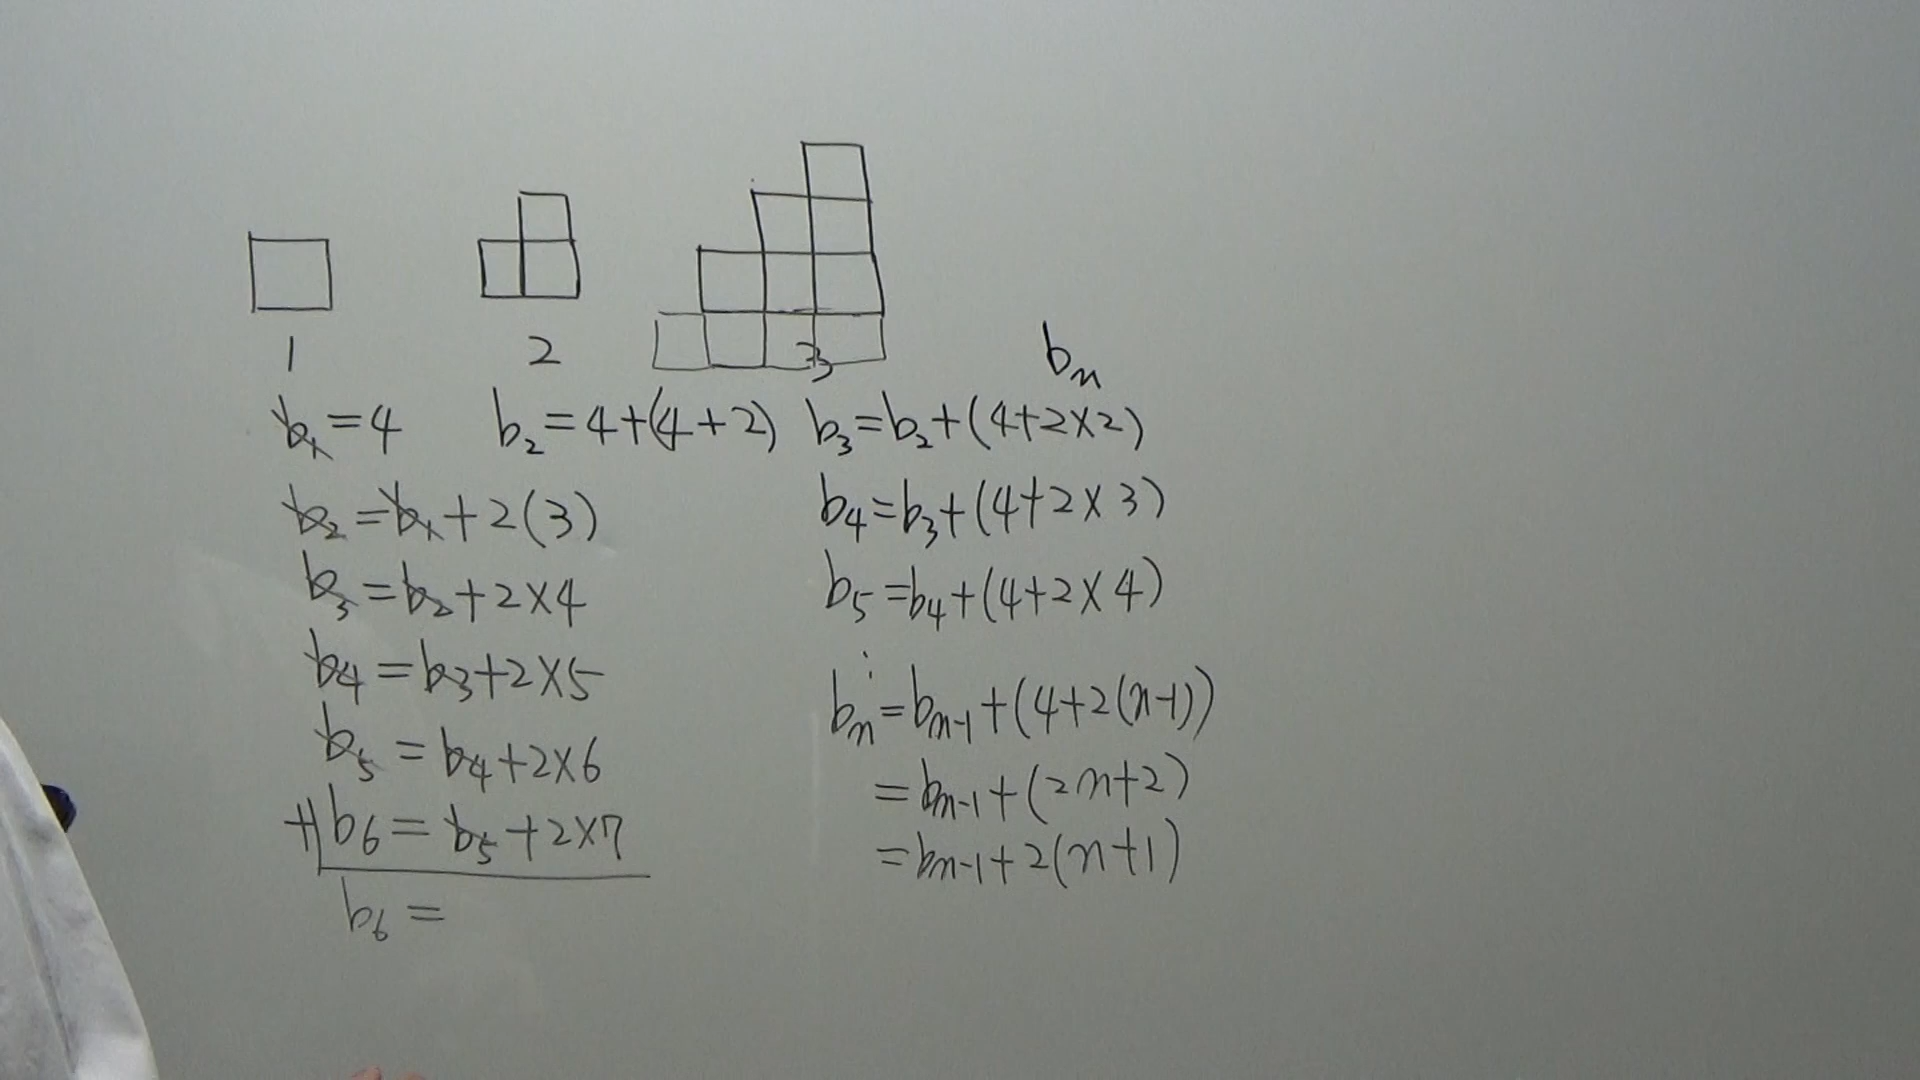 1 2 3
bₙ
b₁=4 b₂=4+(4+2) b₃=b₂+(4+2×2)
b₂=b₁+2(3) b₄=b₃+(4+2×3)
b₃=b₂+2×4 b₅=b₄+(4+2×4)
b₄=b₃+2×5 bₙ=bₙ₋₁+(4+2(n-1))
b₅=b₄+2×6 =bₙ₋₁+(2n+2)
+) b₆=b₅+2×7 =bₙ₋₁+2(n+1)
b₆=